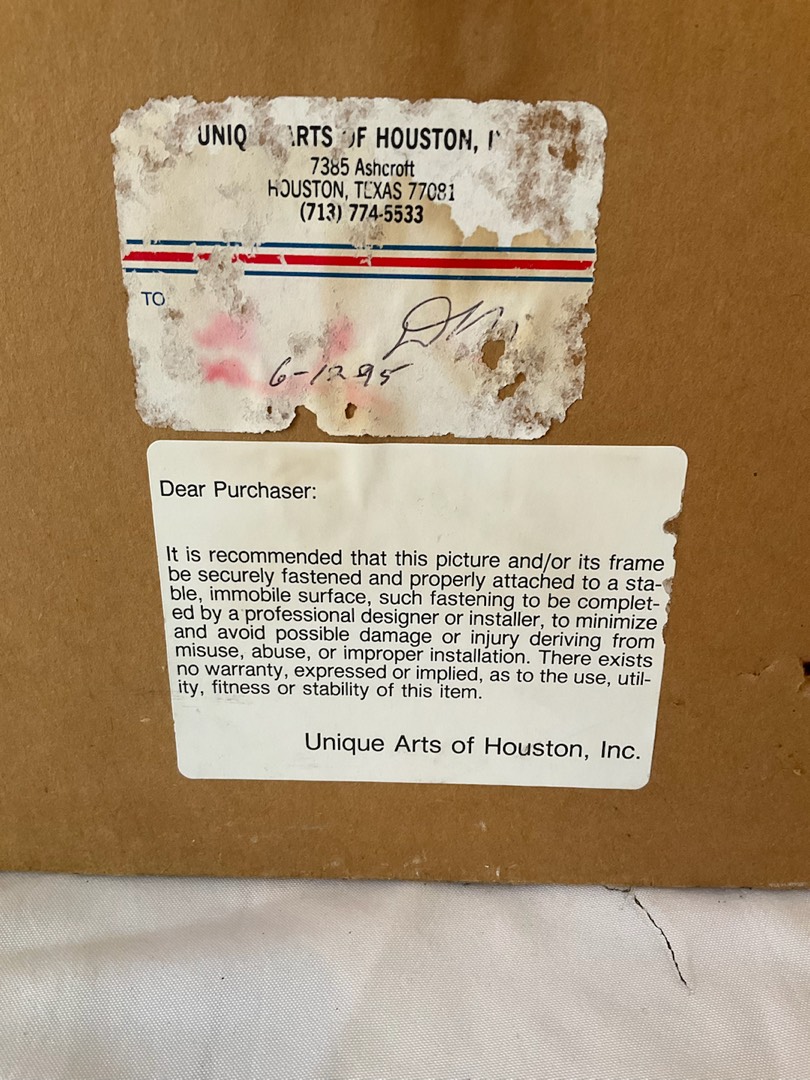 UNIQ ARTS OF HOUSTON,
7385 Ashcroft
HOUSTON, TEXAS 77081
(713) 774-5533
TO
6-12 95
Dear Purchaser:
It is recommended that this picture and/or its frame
be securely fastened and properly attached to a sta-
ble, immobile surface, such fastening to be complet-
ed by a professional designer or installer, to minimize
and avoid possible damage or injury deriving from
misuse, abuse, or improper installation. There exists
no warranty, expressed or implied, as to the use, util-
ity, fitness or stability of this item.
Unique Arts of Houston, Inc.